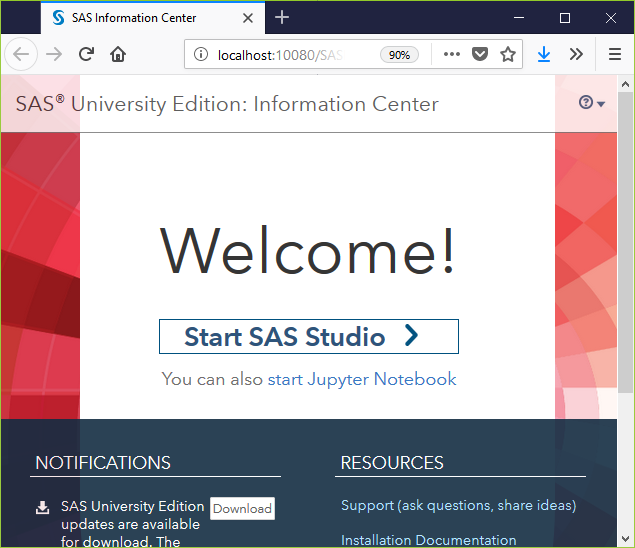 SAS Information Center
localhost:10080/SAS
90%
SAS® University Edition: Information Center
Welcome!
Start SAS Studio
You can also start Jupyter Notebook
NOTIFICATIONS
SAS University Edition
updates are available
for download. The
Download
RESOURCES
Support (ask questions, share ideas)
Installation Documentation